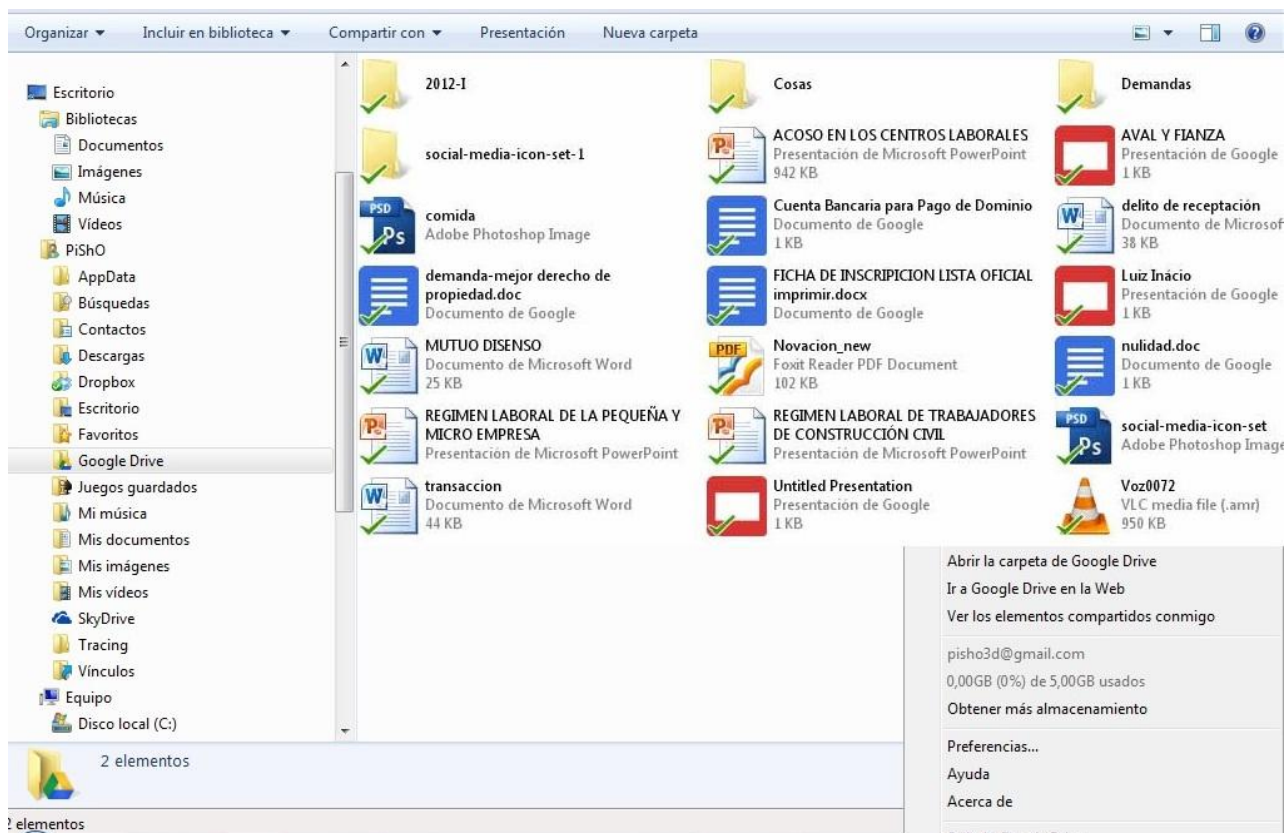 Organizar
Incluir en biblioteca
Compartir con
Presentación
Nueva carpeta
Escritorio
Bibliotecas
Documentos
Imágenes
Música
Vídeos
PiShO
AppData
Búsquedas
Contactos
Descargas
Dropbox
Escritorio
Favoritos
Google Drive
Juegos guardados
Mi música
Mis documentos
Mis imágenes
Mis vídeos
SkyDrive
Tracing
Vínculos
Equipo
Disco local (C:)
2012-I
Cosas
Demandas
social-media-icon-set-1
ACOSO EN LOS CENTROS LABORALES
Presentación de Microsoft PowerPoint
942 KB
AVAL Y FIANZA
Presentación de Google
1 KB
PSD
Ps
comida
Adobe Photoshop Image
Cuenta Bancaria para Pago de Dominio
Documento de Google
1 KB
delito de receptación
Documento de Microsof
38 KB
demanda-mejor derecho de
propiedad.doc
Documento de Google
FICHA DE INSCRIPICION LISTA OFICIAL
imprimir.docx
Documento de Google
Luiz Inácio
Presentación de Google
1 KB
MUTUO DISENSO
Documento de Microsoft Word
25 KB
PDF
Novacion_new
Foxit Reader PDF Document
102 KB
nulidad.doc
Documento de Google
1 KB
REGIMEN LABORAL DE LA PEQUEÑA Y
MICRO EMPRESA
Presentación de Microsoft PowerPoint
REGIMEN LABORAL DE TRABAJADORES
DE CONSTRUCCIÓN CIVIL
Presentación de Microsoft PowerPoint
PSD
Ps
social-media-icon-set
Adobe Photoshop Image
transaccion
Documento de Microsoft Word
44 KB
Untitled Presentation
Presentación de Google
1 KB
Voz0072
VLC media file (.amr)
950 KB
Abrir la carpeta de Google Drive
Ir a Google Drive en la Web
Ver los elementos compartidos conmigo
pisho3d@gmail.com
0,00GB (0%) de 5,00GB usados
Obtener más almacenamiento
Preferencias...
Ayuda
Acerca de
2 elementos
2 elementos